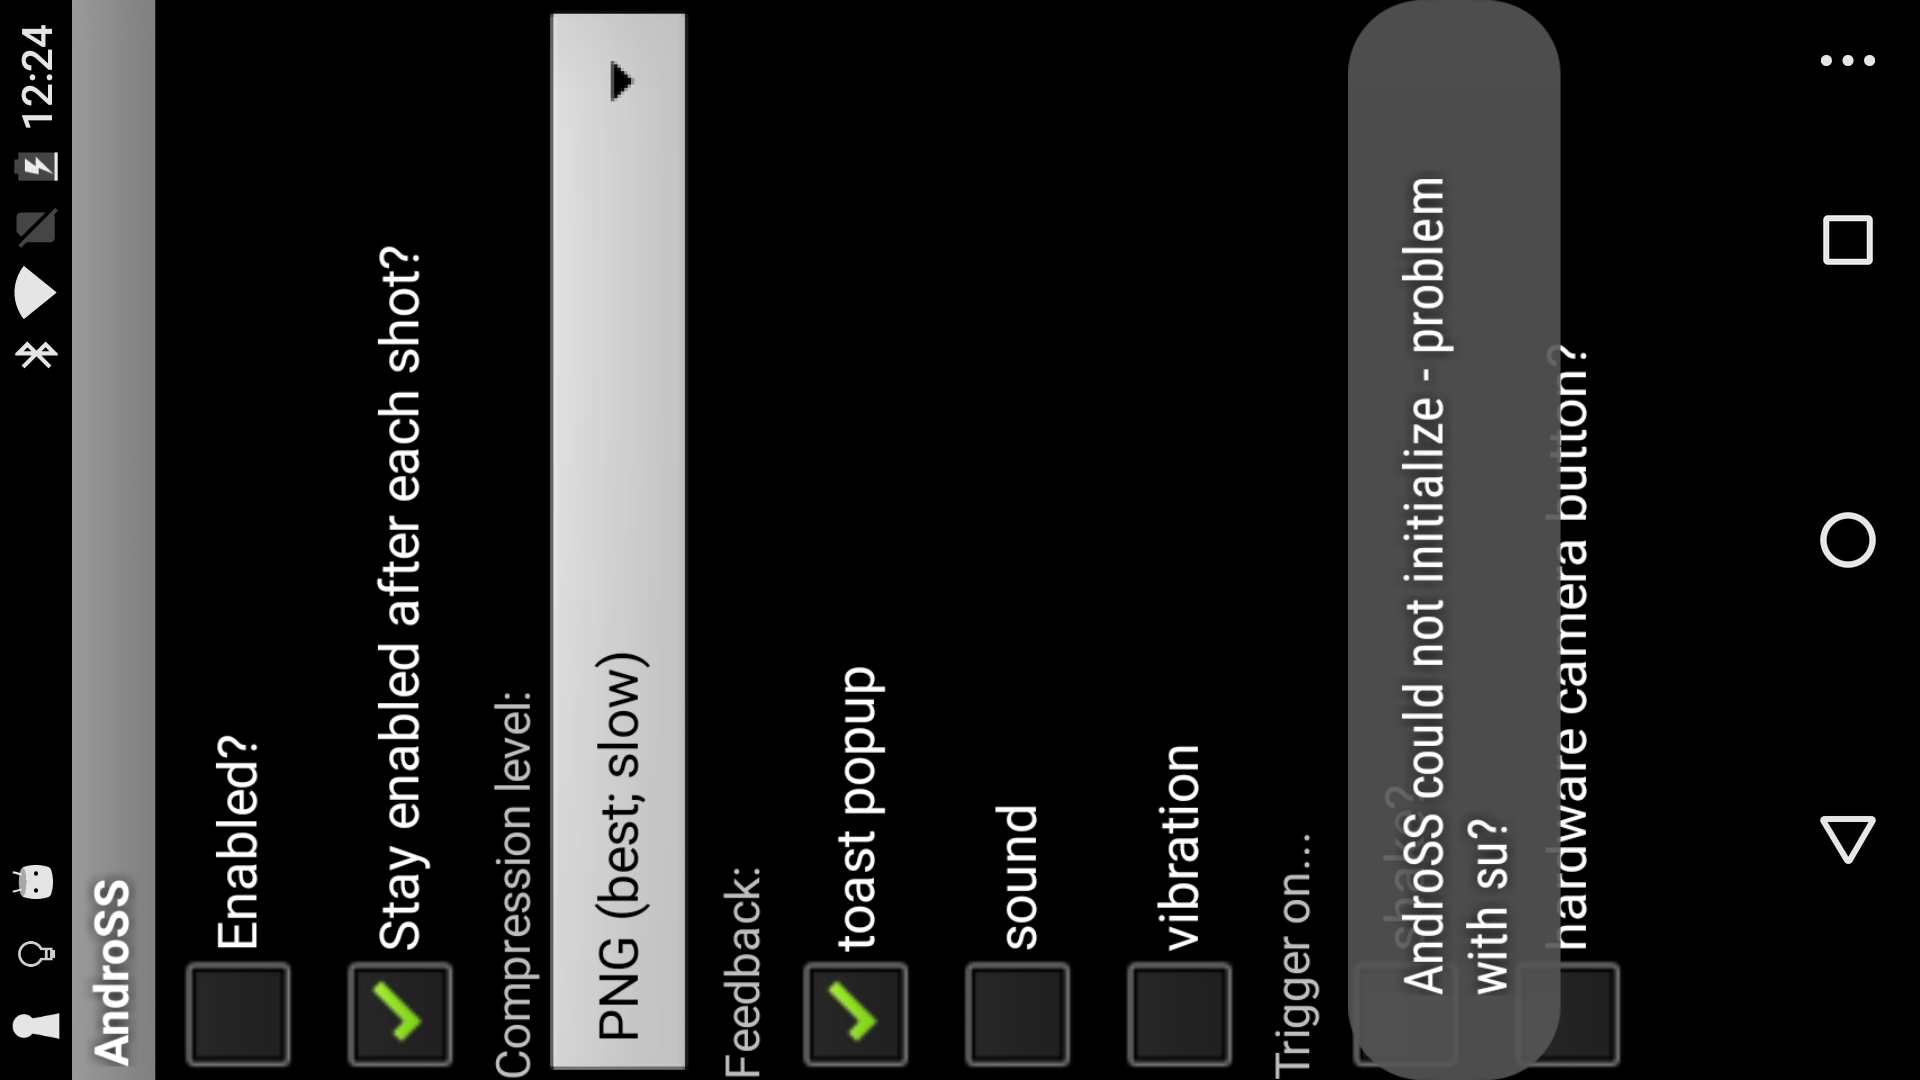 12:24
AndroSS
Enabled?
Stay enabled after each shot?
Compression level:
PNG (best; slow)
Feedback:
toast popup
sound
vibration
Trigger on...
shake?
AndroSS could not initialize - problem
with su?
hardware camera button?